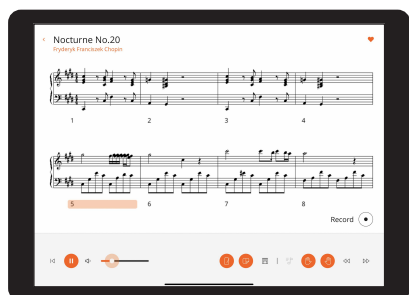 Nocturne No.20
Fryderyk Franciszek Chopin
1 2 3 4
5 6 7 8
Record